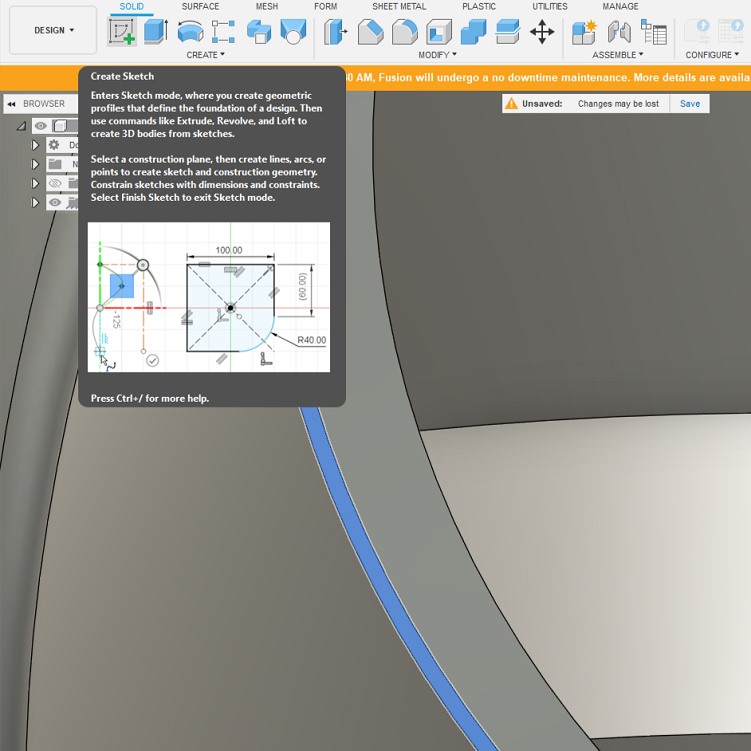 SOLID SURFACE MESH FORM SHEET METAL PLASTIC UTILITIES MANAGE
DESIGN
CREATE MODIFY ASSEMBLE CONFIGURE
AM, Fusion will undergo a no downtime maintenance. More details are availa
BROWSER
Unsaved: Changes may be lost Save
Do
N
Create Sketch
Enters Sketch mode, where you create geometric
profiles that define the foundation of a design. Then
use commands like Extrude, Revolve, and Loft to
create 3D bodies from sketches.
Select a construction plane, then create lines, arcs, or
points to create sketch and construction geometry.
Constrain sketches with dimensions and constraints.
Select Finish Sketch to exit Sketch mode.
100.00
(60.00)
-125
R40.00
Press Ctrl+/ for more help.